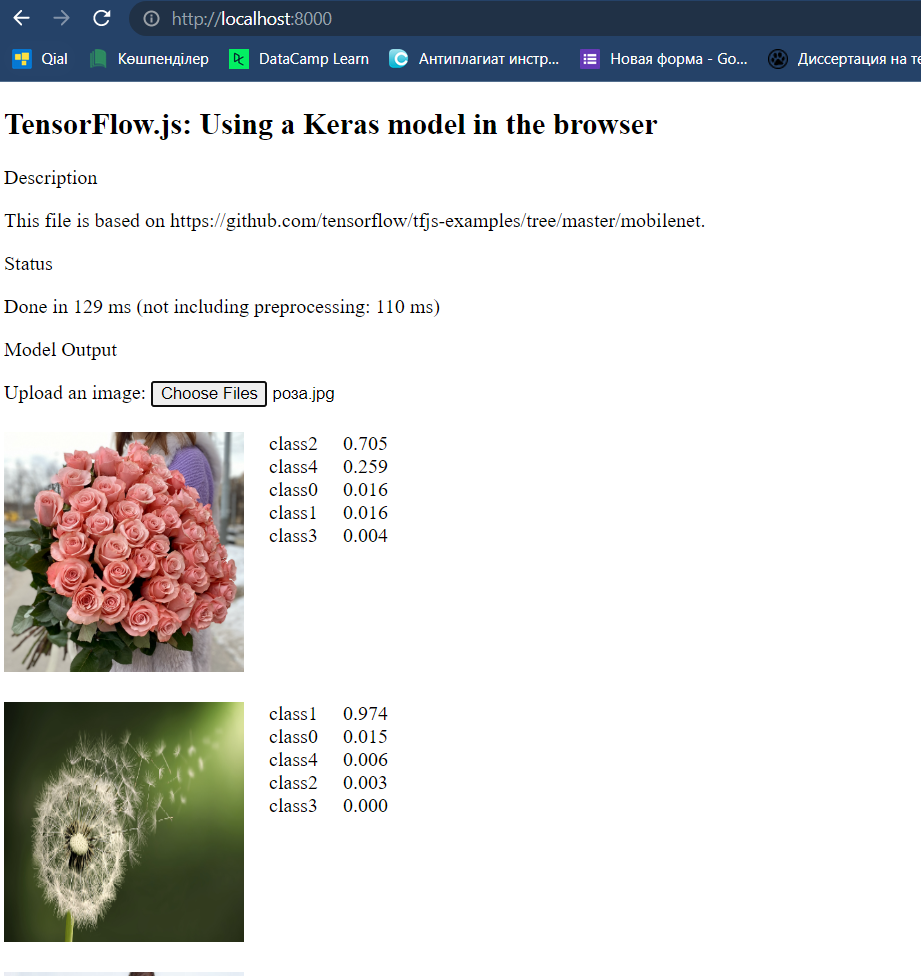 http://localhost:8000
Qial Көшпенділер DataCamp Learn Антиплагиат инстр... Новая форма - Go... Диссертация на те
TensorFlow.js: Using a Keras model in the browser
Description
This file is based on https://github.com/tensorflow/tfjs-examples/tree/master/mobilenet.
Status
Done in 129 ms (not including preprocessing: 110 ms)
Model Output
Upload an image: Choose Files роза.jpg
class2 0.705
class4 0.259
class0 0.016
class1 0.016
class3 0.004
class1 0.974
class0 0.015
class4 0.006
class2 0.003
class3 0.000